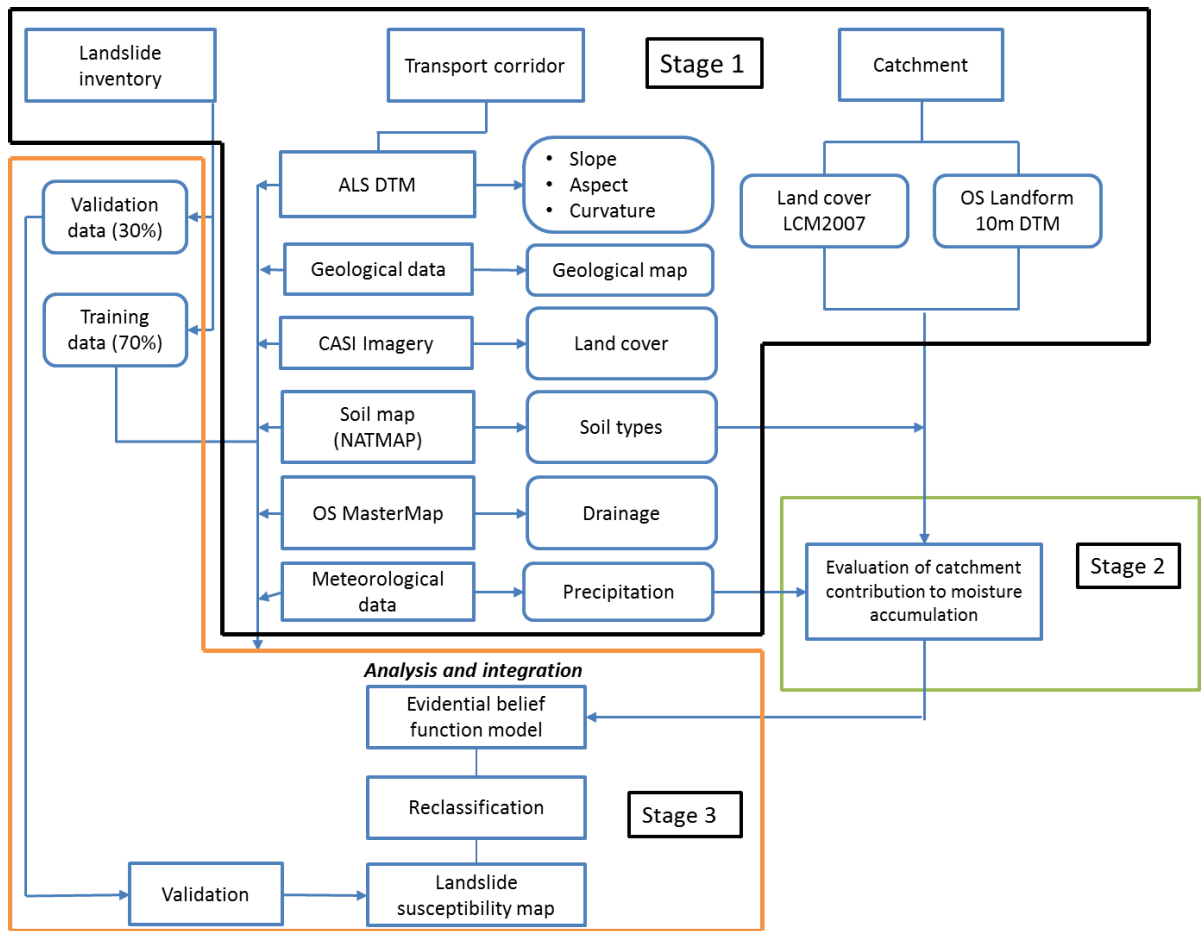 Landslide
inventory
Transport corridor
Stage 1
Catchment
ALS DTM
• Slope
• Aspect
• Curvature
Land cover
LCM2007
OS Landform
10m DTM
Validation
data (30%)
Geological data
Geological map
Training
data (70%)
CASI Imagery
Land cover
Soil map
(NATMAP)
Soil types
OS MasterMap
Drainage
Meteorological
data
Precipitation
Evaluation of catchment
contribution to moisture
accumulation
Stage 2
Analysis and integration
Evidential belief
function model
Reclassification
Stage 3
Validation
Landslide
susceptibility map